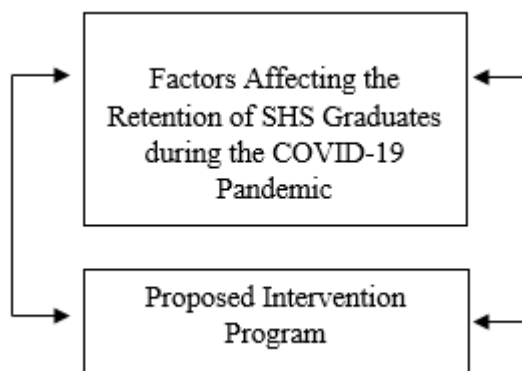 Factors Affecting the
Retention of SHS Graduates
during the COVID-19
Pandemic
Proposed Intervention
Program